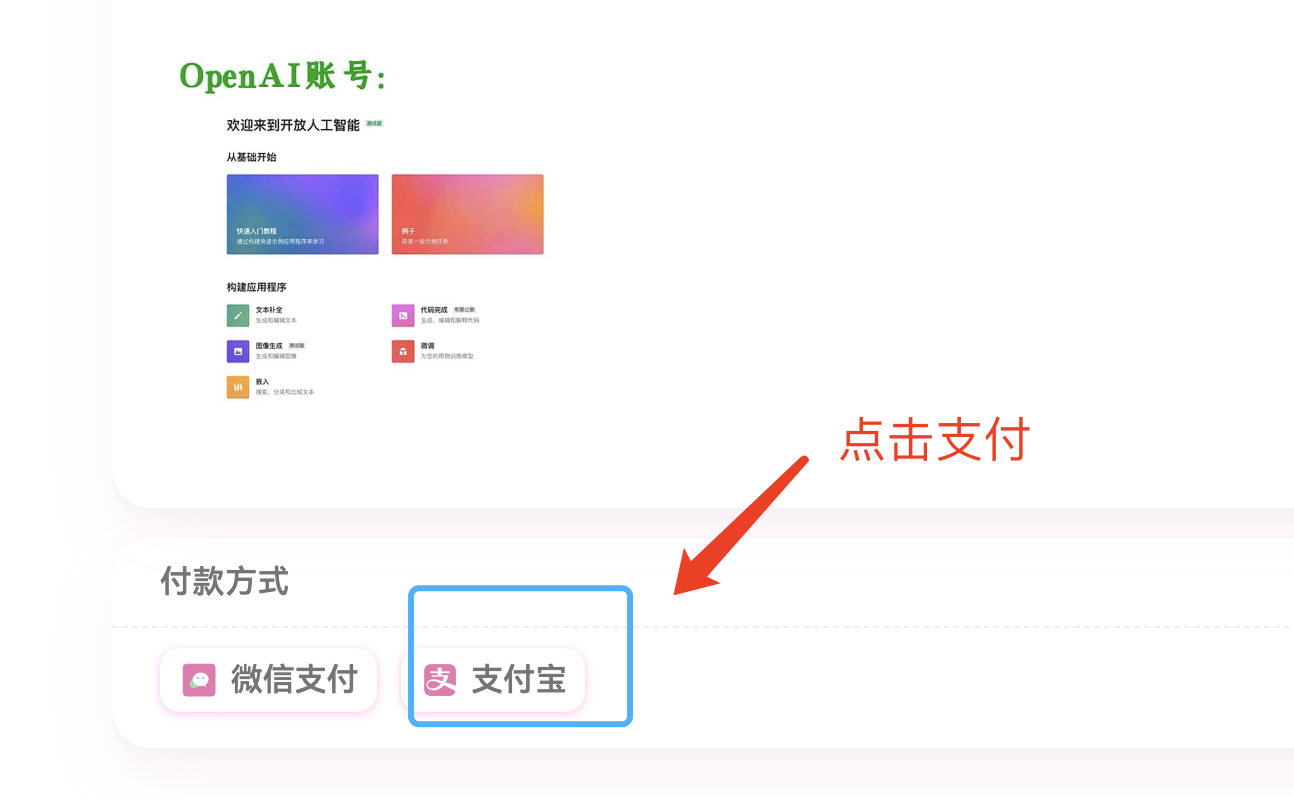 OpenAI账号:
欢迎来到开放人工智能 测试版
从基础开始
快速入门教程
通过构建快速示例应用程序来学习
例子
探索一些示例任务
构建应用程序
文本补全
生成和编辑文本
代码完成 有限公测
生成、编辑和解释代码
图像生成 测试版
生成和编辑图像
微调
为您的用例训练模型
嵌入
搜索、分类和比较文本
点击支付
付款方式
微信支付
支付宝